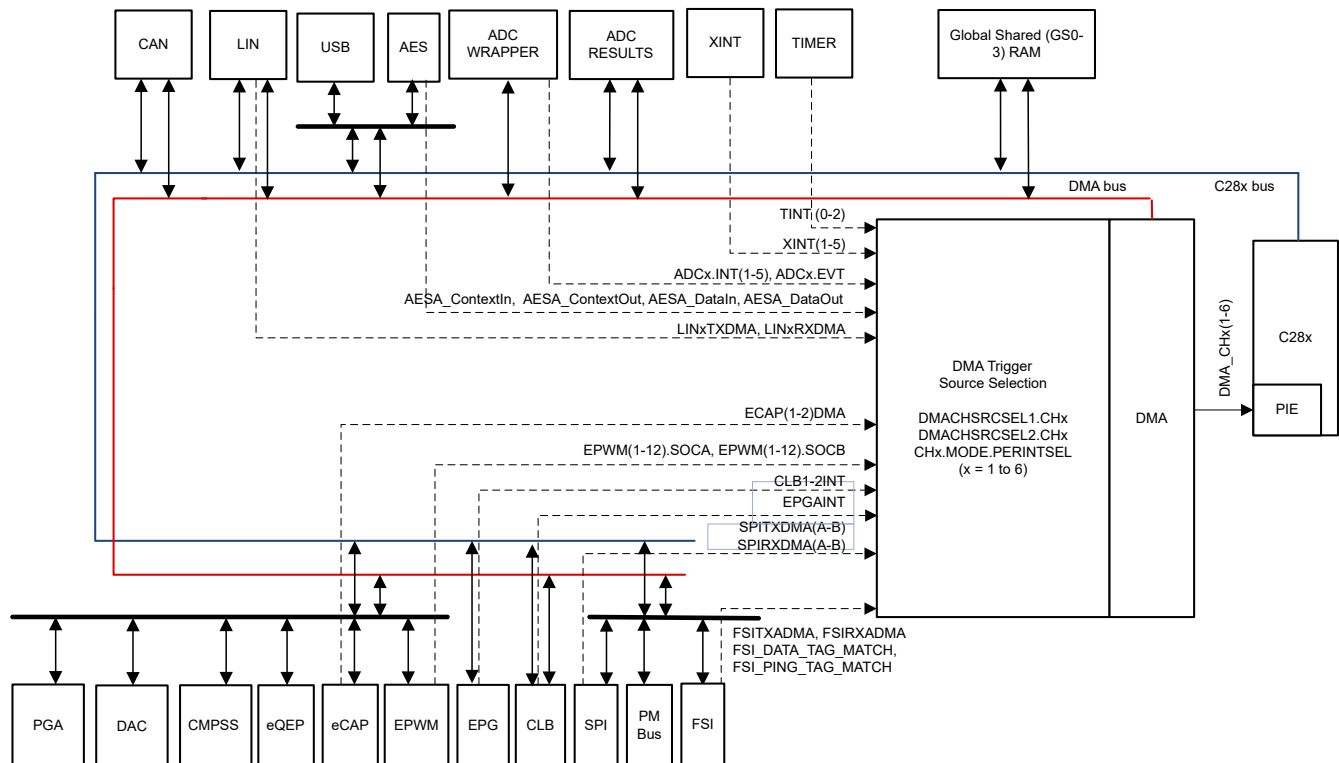 CAN
LIN
USB
AES
ADC
WRAPPER
ADC
RESULTS
XINT
TIMER
Global Shared (GS0-
3) RAM
DMA bus
C28x bus
TINT (0-2)
XINT(1-5)
ADCx.INT(1-5), ADCx.EVT
AESA_ContextIn, AESA_ContextOut, AESA_DataIn, AESA_DataOut
LINxTXDMA, LINxRXDMA
ECAP(1-2)DMA
EPWM(1-12).SOCA, EPWM(1-12).SOCB
CLB1-2INT
EPGAINT
SPITXDMA(A-B)
SPIRXDMA(A-B)
FSITXADMA, FSIRXADMA
FSI_DATA_TAG_MATCH,
FSI_PING_TAG_MATCH
DMA Trigger
Source Selection
DMACHSRCSEL1.CHx
DMACHSRCSEL2.CHx
CHx.MODE.PERINTSEL
(x = 1 to 6)
DMA
DMA_CHx(1-6)
C28x
PIE
PGA
DAC
CMPSS
eQEP
eCAP
EPWM
EPG
CLB
SPI
PM
Bus
FSI